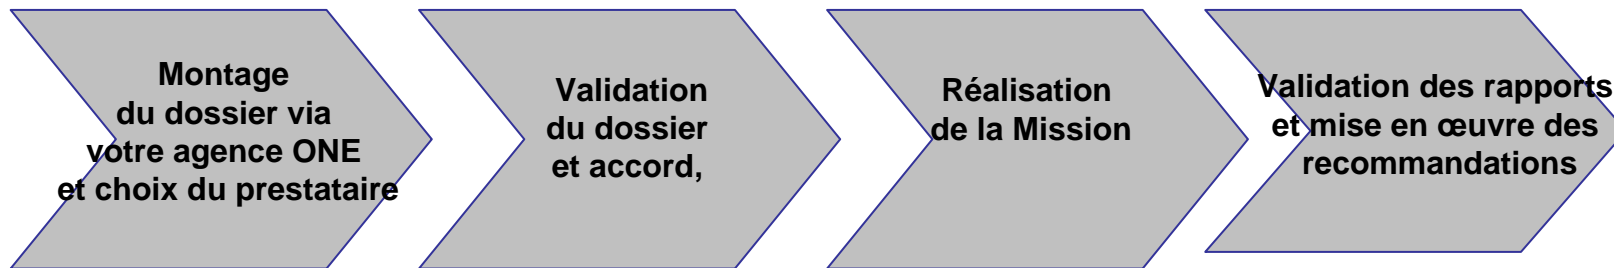 Montage
du dossier via
votre agence ONE
et choix du prestataire
Validation
du dossier
et accord,
Réalisation
de la Mission
Validation des rapports
et mise en œuvre des
recommandations